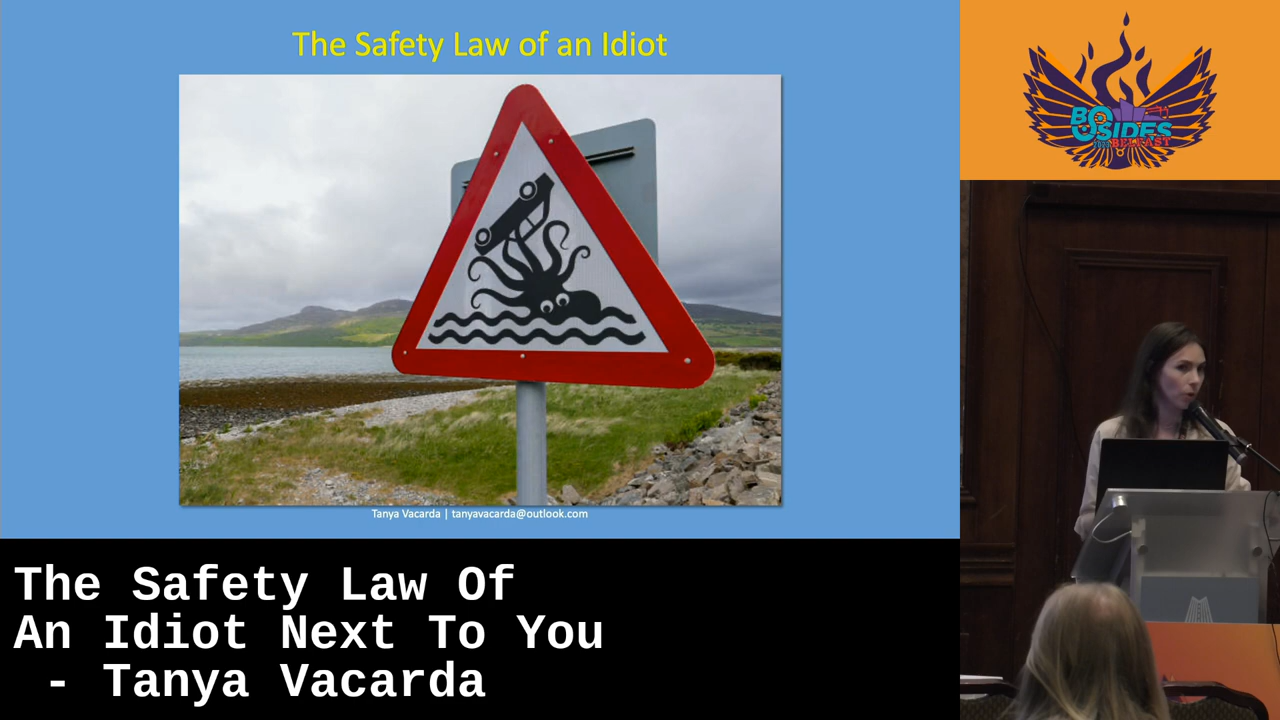 The Safety Law of an Idiot
Tanya Vacarda | tanyavacarda@outlook.com
BSIDES
BELFAST
The Safety Law Of
An Idiot Next To You
- Tanya Vacarda